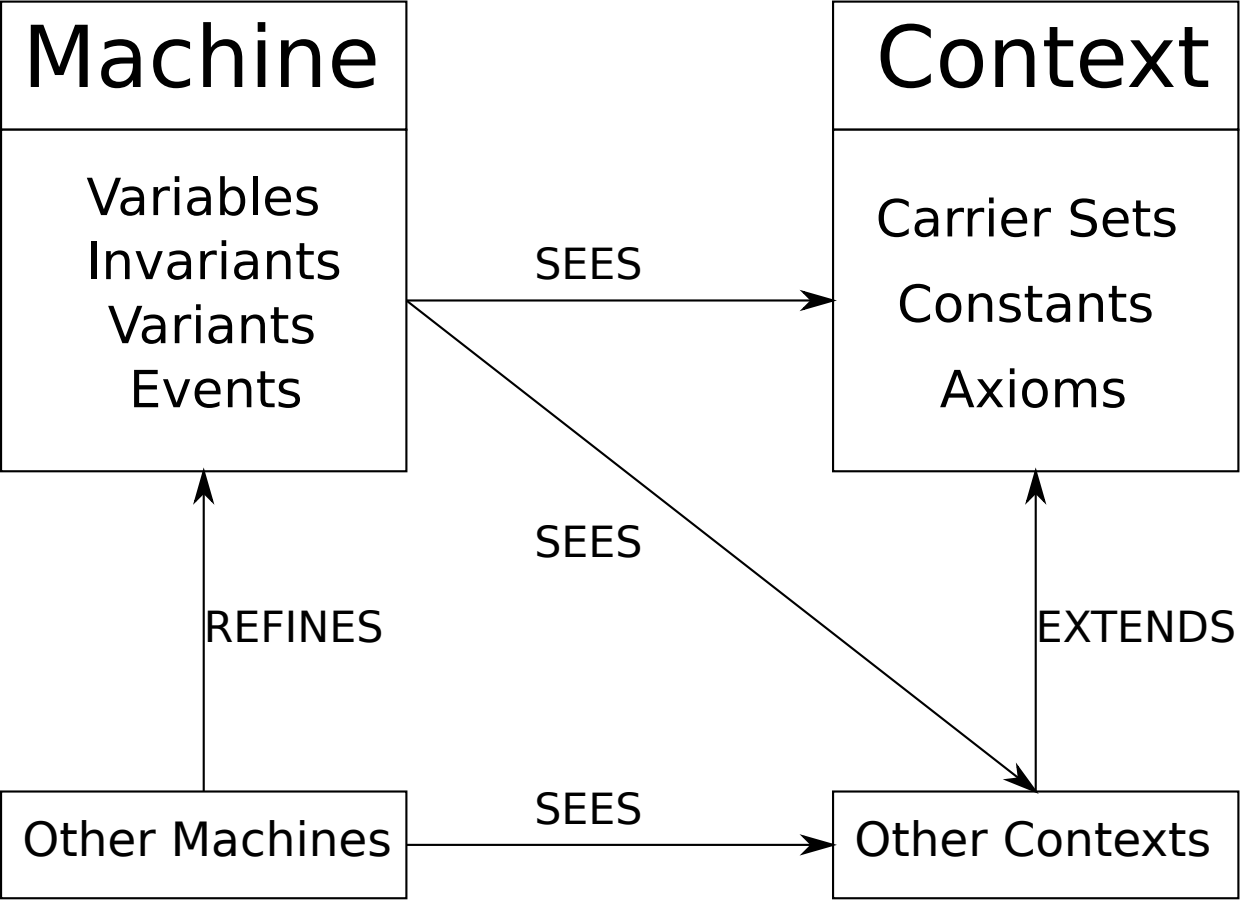 Machine
Variables
Invariants
Variants
Events
SEES
Context
Carrier Sets
Constants
Axioms
SEES
REFINES
EXTENDS
Other Machines
SEES
Other Contexts